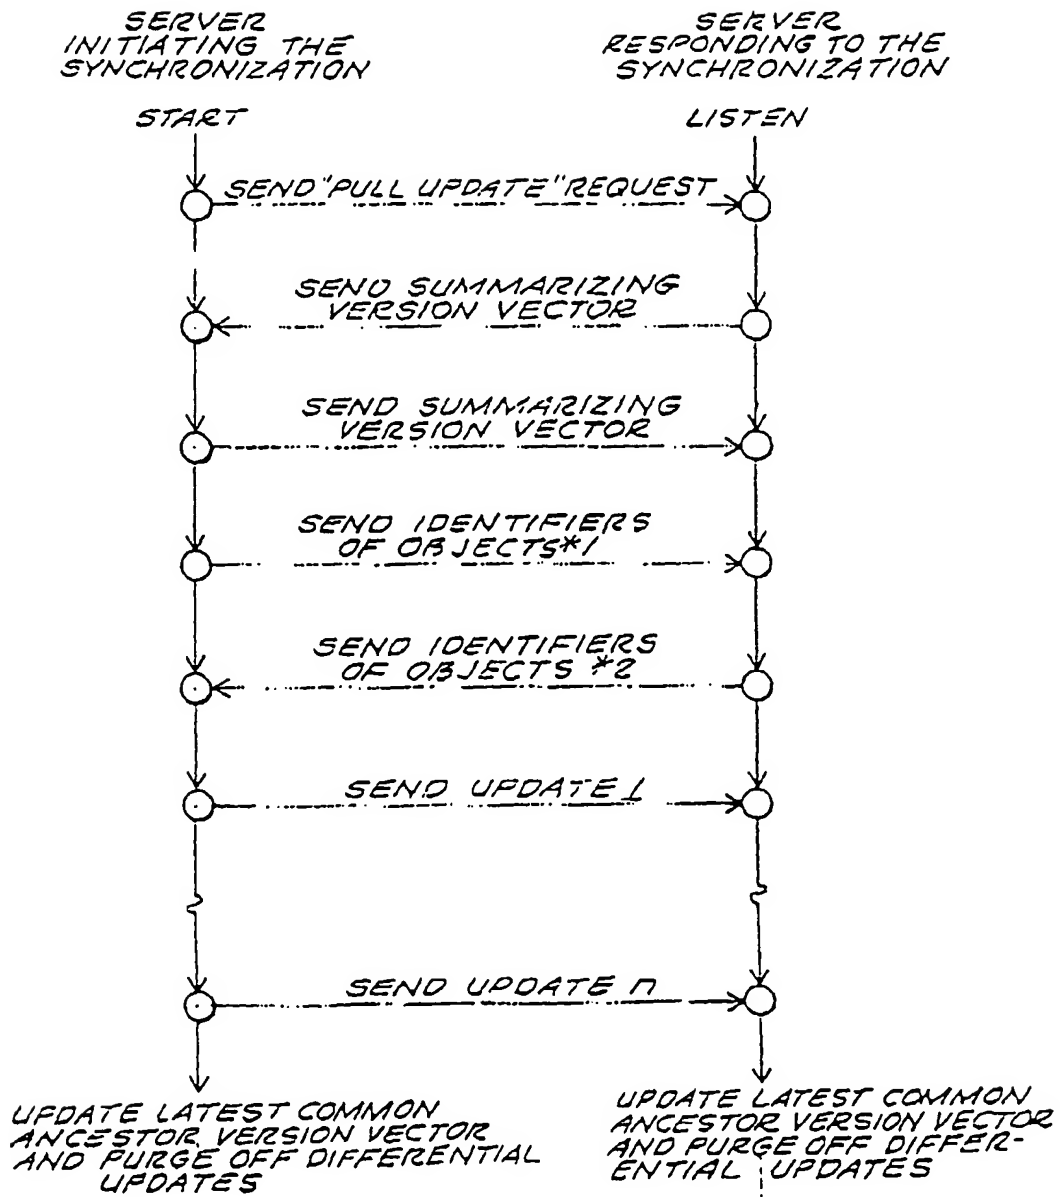 SERVER
INITIATING THE
SYNCHRONIZATION
SERVER
RESPONDING TO THE
SYNCHRONIZATION
START
LISTEN
SEND "PULL UPDATE" REQUEST
SEND SUMMARIZING
VERSION VECTOR
SEND SUMMARIZING
VERSION VECTOR
SEND IDENTIFIERS
OF OBJECTS*1
SEND IDENTIFIERS
OF OBJECTS *2
SEND UPDATE 1
SEND UPDATE n
UPDATE LATEST COMMON
ANCESTOR VERSION VECTOR
AND PURGE OFF DIFFERENTIAL
UPDATES
UPDATE LATEST COMMON
ANCESTOR VERSION VECTOR
AND PURGE OFF DIFFER-
ENTIAL UPDATES